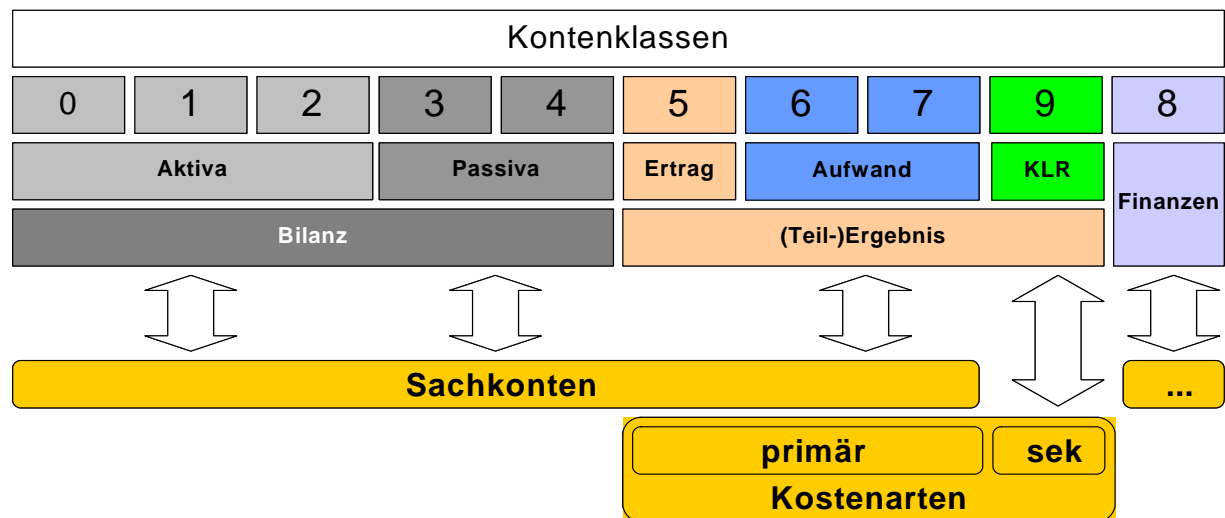 Kontenklassen
0 1 2 3 4 5 6 7 9 8
Aktiva Passiva Ertrag Aufwand KLR
Finanzen
Bilanz (Teil-)Ergebnis
Sachkonten ...
primär sek
Kostenarten